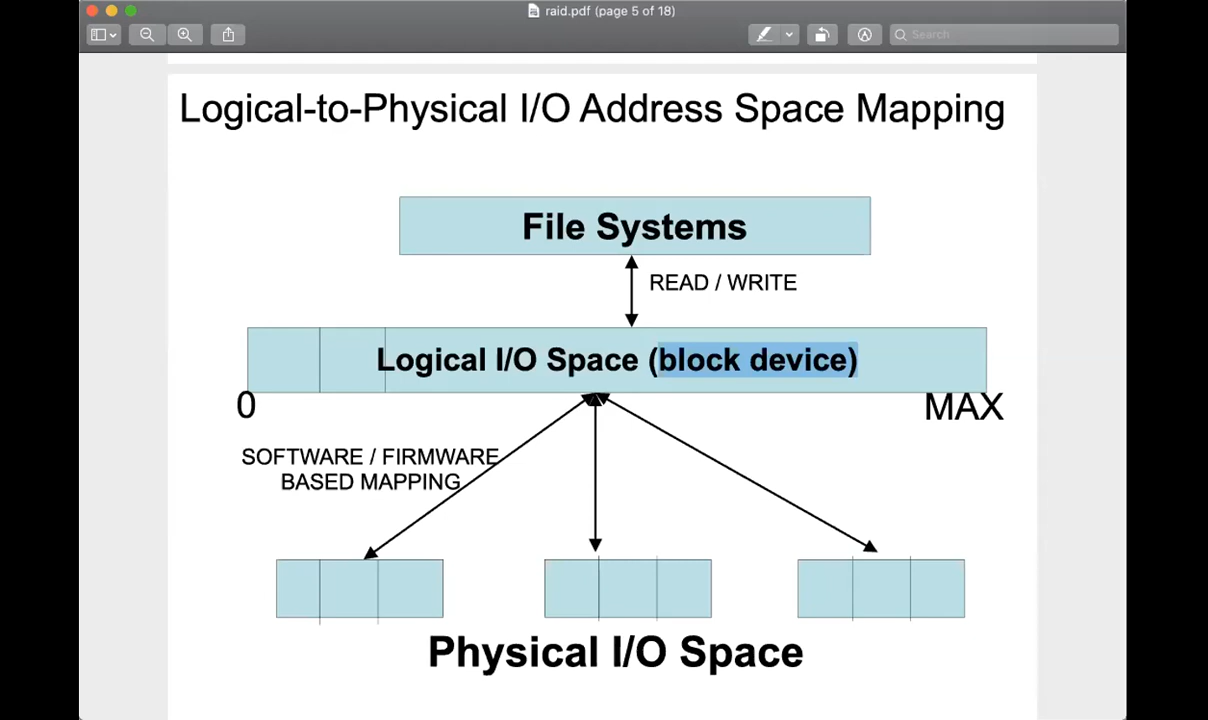 raid.pdf (page 5 of 18)
Search
Logical-to-Physical I/O Address Space Mapping
File Systems
READ / WRITE
Logical I/O Space (block device)
0
MAX
SOFTWARE / FIRMWARE
BASED MAPPING
Physical I/O Space